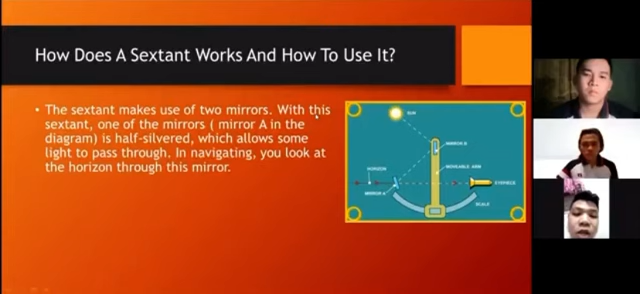 How Does A Sextant Works And How To Use It?
• The sextant makes use of two mirrors. With this
sextant, one of the mirrors ( mirror A in the
diagram) is half-silvered, which allows some
light to pass through. In navigating, you look at
the horizon through this mirror.
SUN
MIRROR B
HORIZON
MOVEABLE ARM
EYEPIECE
MIRROR A
SCALE